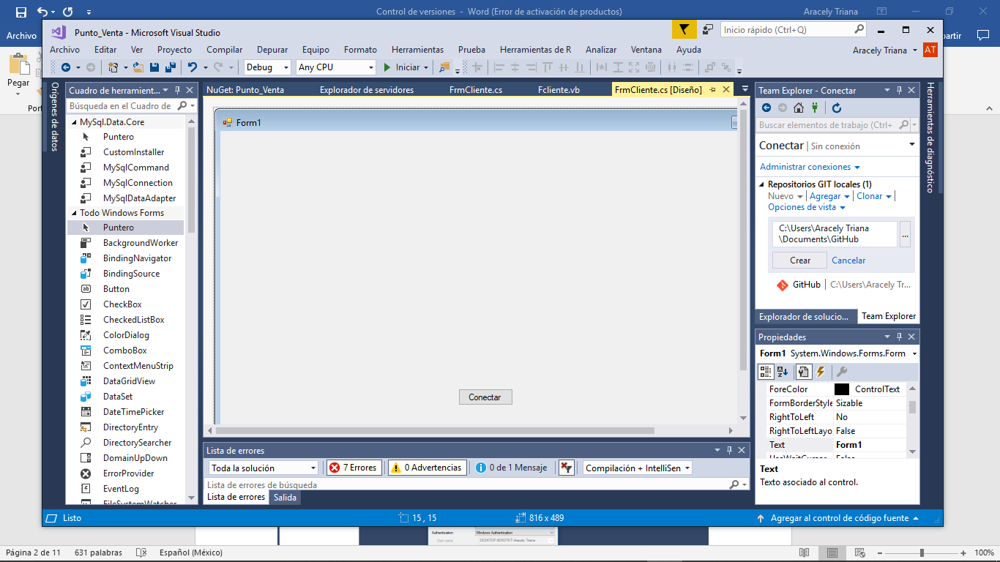 Control de versiones - Word (Error de activación de productos)
Aracely Triana
Archivo
Pegar
Punto_Venta - Microsoft Visual Studio
Inicio rápido (Ctrl+Q)
Archivo Editar Ver Proyecto Compilar Depurar Equipo Formato Herramientas Prueba Herramientas de R Analizar Ventana Ayuda
Aracely Triana AT
Debug Any CPU Iniciar
Orígenes de datos
Cuadro de herramient...
Búsqueda en el Cuadro de
MySql.Data.Core
Puntero
CustomInstaller
MySqlCommand
MySqlConnection
MySqlDataAdapter
Todo Windows Forms
Puntero
BackgroundWorker
BindingNavigator
BindingSource
Button
CheckBox
CheckedListBox
ColorDialog
ComboBox
ContextMenuStrip
DataGridView
DataSet
DateTimePicker
DirectoryEntry
DirectorySearcher
DomainUpDown
ErrorProvider
EventLog
FileSystemWatcher
NuGet: Punto_Venta Explorador de servidores FrmCliente.cs Fcliente.vb FrmCliente.cs [Diseño]
Form1
Conectar
Lista de errores
Toda la solución 7 Errores 0 Advertencias 0 de 1 Mensaje Compilación + IntelliSen
Lista de errores de búsqueda
Lista de errores Salida
Team Explorer - Conectar
Buscar elementos de trabajo (Ctrl+
Conectar | Sin conexión
Administrar conexiones
Repositorios GIT locales (1)
Nuevo | Agregar | Clonar |
Opciones de vista
C:\Users\Aracely Triana
\Documents\GitHub
...
Crear Cancelar
GitHub | C:\Users\Aracely Tr...
Explorador de solucio... Team Explorer
Herramientas de diagnóstico
Propiedades
Form1 System.Windows.Forms.Form
ForeColor ControlText
FormBorderStyle Sizable
RightToLeft No
RightToLeftLayo False
Text Form1
UseWaitCursor False
Text
Texto asociado al control.
Listo 15 , 15 816 x 489 Agregar al control de código fuente
Authentication: Windows Authentication
Página 2 de 11 631 palabras Español (México) 100%